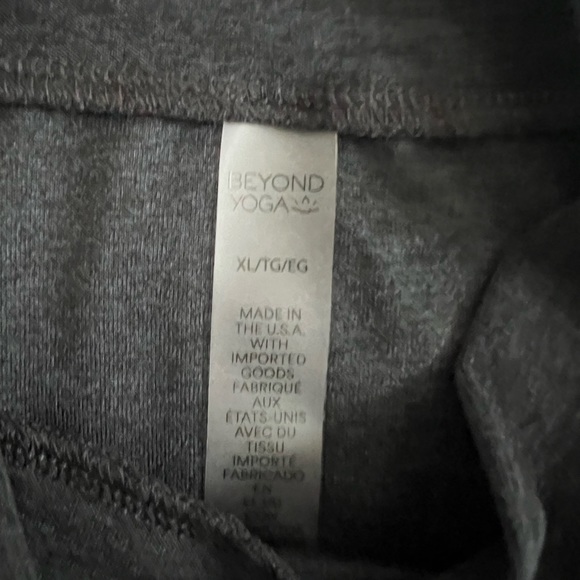 BEYOND
YOGA
XL/TG/EG
MADE IN
THE U.S.A.
WITH
IMPORTED
GOODS
FABRIQUÉ
AUX
ÉTATS-UNIS
AVEC DU
TISSU
IMPORTÉ
FABRICADO
EN